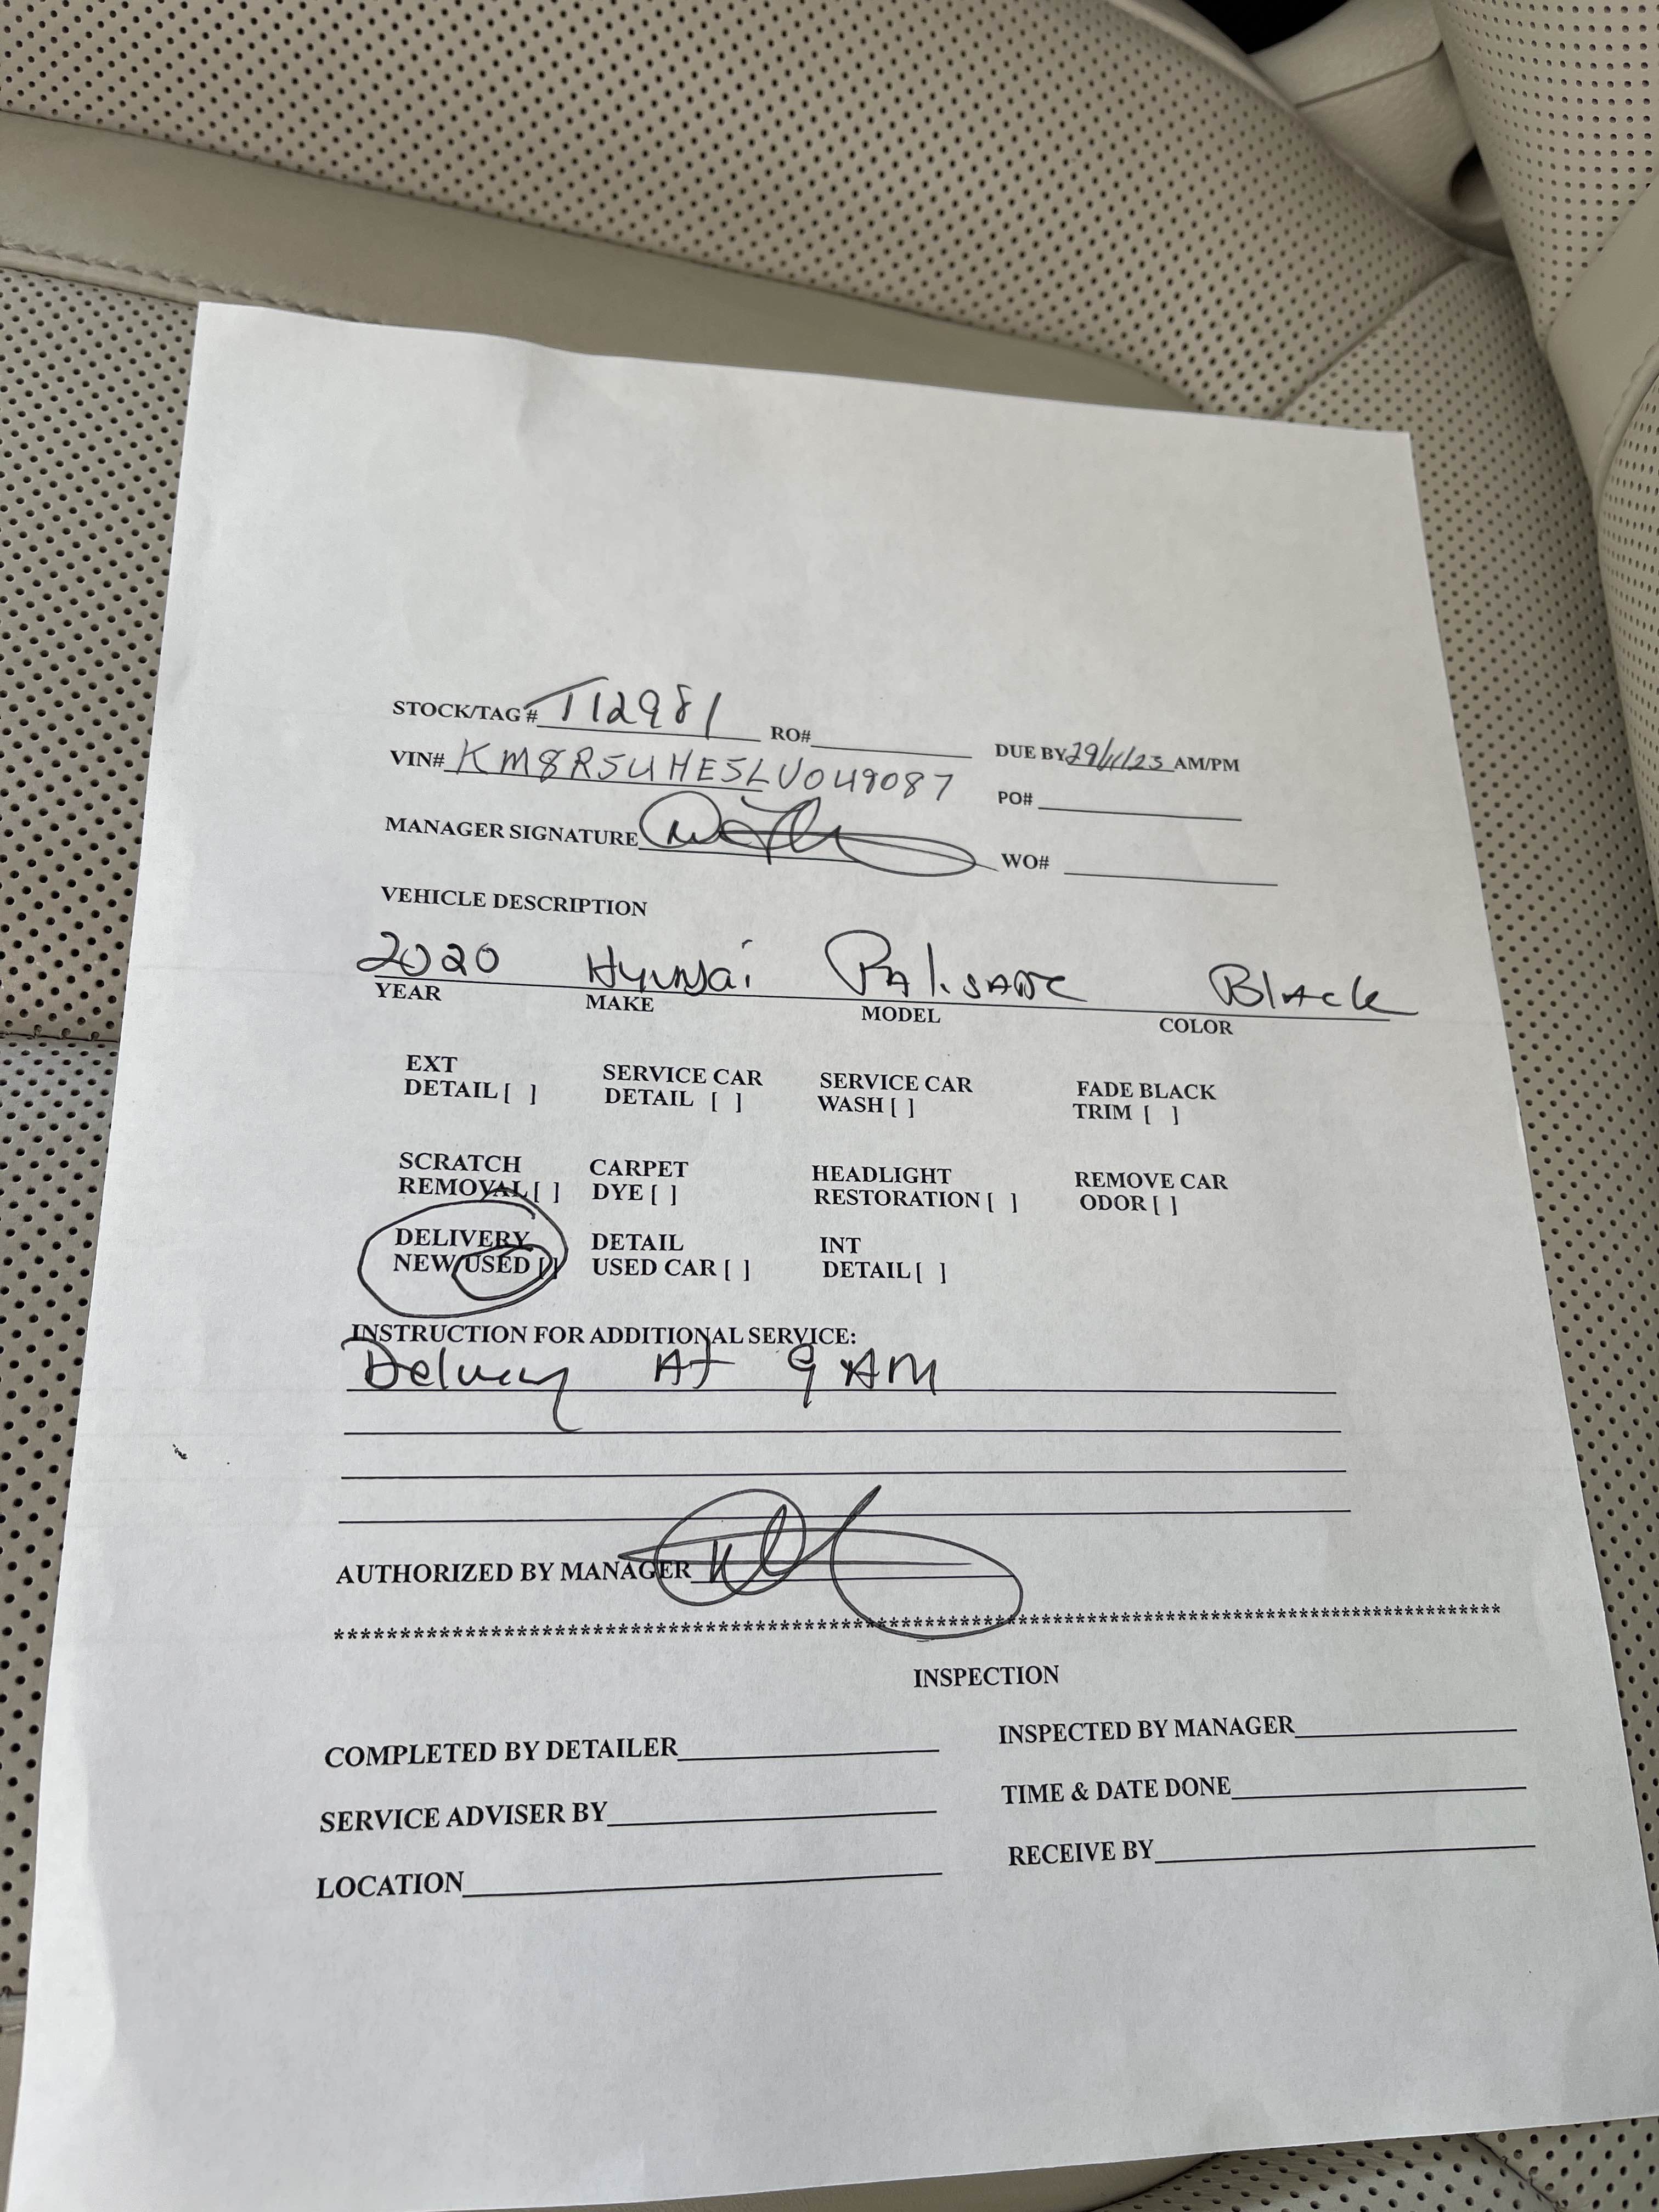 STOCK/TAG# T12981 RO#
DUE BY 29/11/23 AM/PM
VIN# KM8R5UHE5LU049087
PO#
MANAGER SIGNATURE
WO#
VEHICLE DESCRIPTION
2020 Hyundai Palisade Black
YEAR MAKE MODEL COLOR
EXT SERVICE CAR SERVICE CAR FADE BLACK
DETAIL [ ] DETAIL [ ] WASH [ ] TRIM [ ]
SCRATCH CARPET HEADLIGHT REMOVE CAR
REMOVAL [ ] DYE [ ] RESTORATION [ ] ODOR [ ]
DELIVERY DETAIL INT
NEW/USED [ ] USED CAR [ ] DETAIL [ ]
INSTRUCTION FOR ADDITIONAL SERVICE:
Delivery At 9 AM
AUTHORIZED BY MANAGER
INSPECTION
COMPLETED BY DETAILER INSPECTED BY MANAGER
SERVICE ADVISER BY TIME & DATE DONE
LOCATION RECEIVE BY